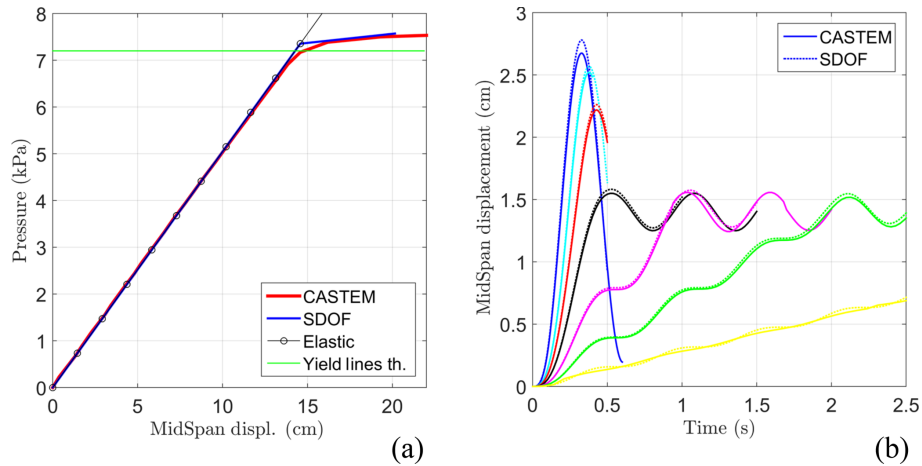 8
7
6
5
4
3
2
1
0
Pressure (kPa)
CASTEM
SDOF
Elastic
Yield lines th.
0 5 10 15 20
MidSpan displ. (cm)
(a)
3
2.5
2
1.5
1
0.5
0
MidSpan displacement (cm)
CASTEM
SDOF
0 0.5 1 1.5 2 2.5
Time (s)
(b)